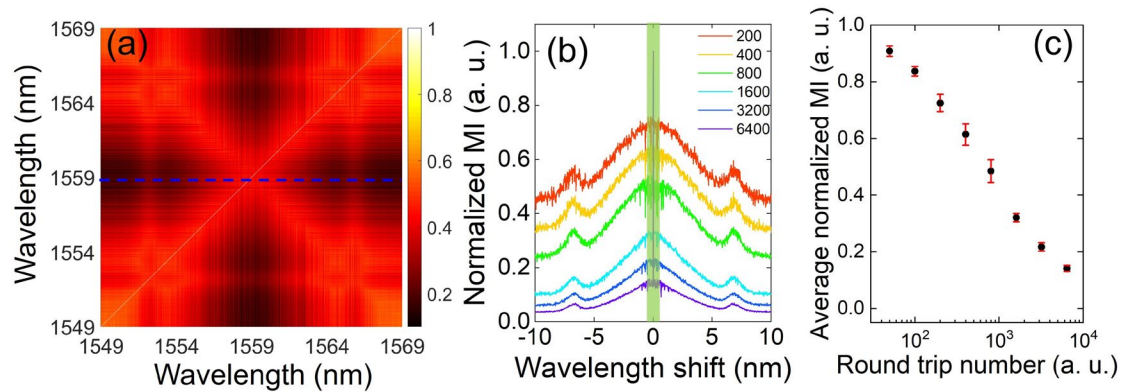 (a)
Wavelength (nm)
1569
1564
1559
1554
1549
1549 1554 1559 1564 1569
Wavelength (nm)
1
0.8
0.6
0.4
0.2
(b)
Normalized MI (a. u.)
1.0
0.8
0.6
0.4
0.2
0.0
200
400
800
1600
3200
6400
-10 -5 0 5 10
Wavelength shift (nm)
(c)
Average normalized MI (a. u.)
1.0
0.8
0.6
0.4
0.2
0.0
10² 10³ 10⁴
Round trip number (a. u.)